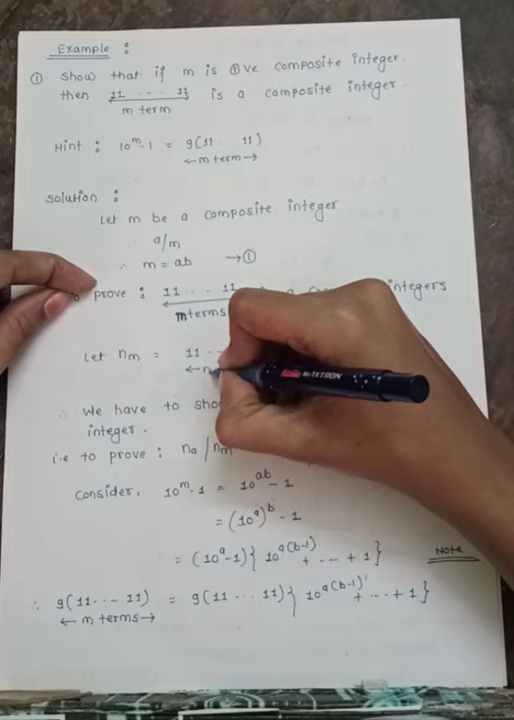 Example :
① Show that if m is ⊕ve composite integer.
then 11 .... 11 is a composite integer.
m term
Hint : 10^m-1 = 9(11 .... 11)
←m term→
Solution :
Let m be a composite integer
∴ a/m
∴ m = ab →①
prove : 11 .... 11 integers
m terms
Let n_m = 11
←
∴ We have to
integer.
i.e to prove : n_a / n_m
Consider, 10^m-1 = 10^ab - 1
= (10^a)^b - 1
= (10^a-1) { 10^a(b-1) + --- + 1 }
Note
∴ 9(11 ... 11) = 9(11 ... 11) { 10^a(b-1) + ... + 1 }
← m terms →